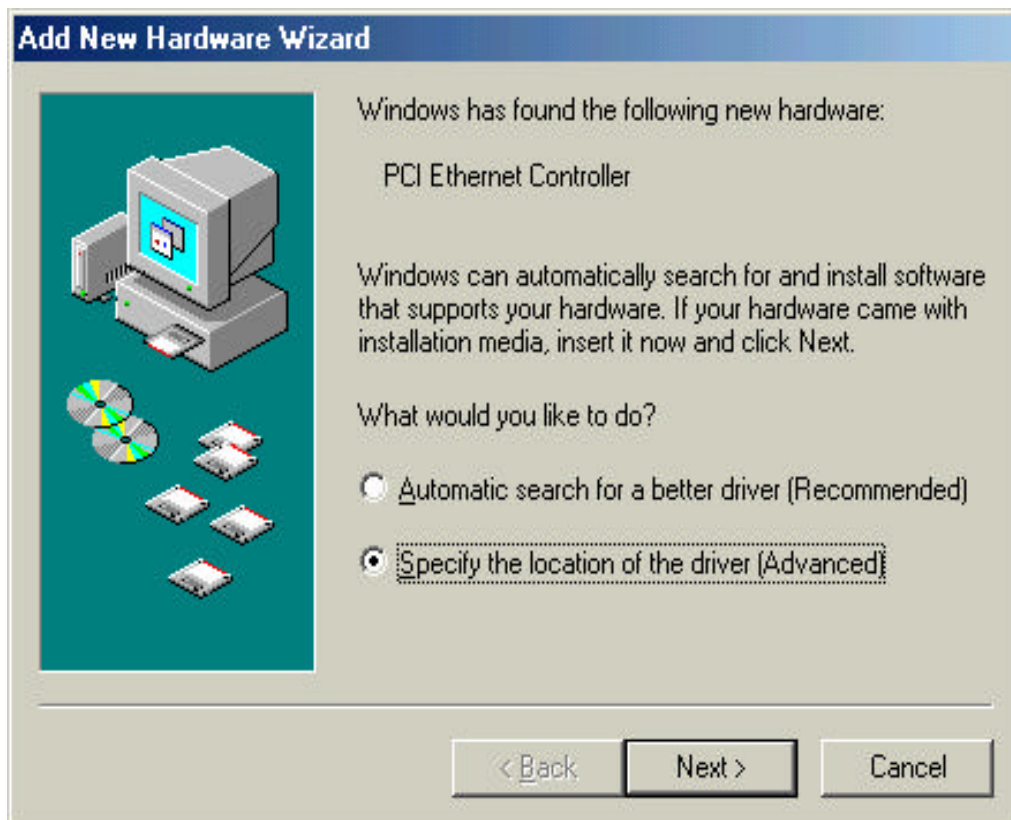 Add New Hardware Wizard
Windows has found the following new hardware:
PCI Ethernet Controller
Windows can automatically search for and install software
that supports your hardware. If your hardware came with
installation media, insert it now and click Next.
What would you like to do?
Automatic search for a better driver (Recommended)
Specify the location of the driver (Advanced)
< Back
Next >
Cancel